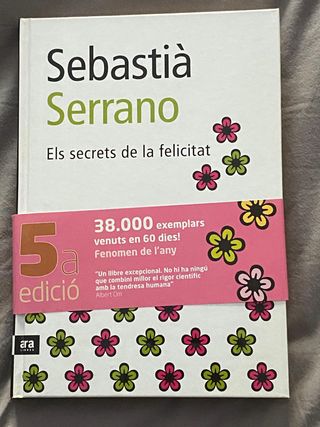 Sebastià
Serrano
Els secrets de la felicitat
5a
edició
38.000 exemplars
venuts en 60 dies!
Fenomen de l'any
"Un llibre excepcional. No hi ha ningú
que combini millor el rigor científic
amb la tendresa humana"
Albert Om
ara
LLIBRES